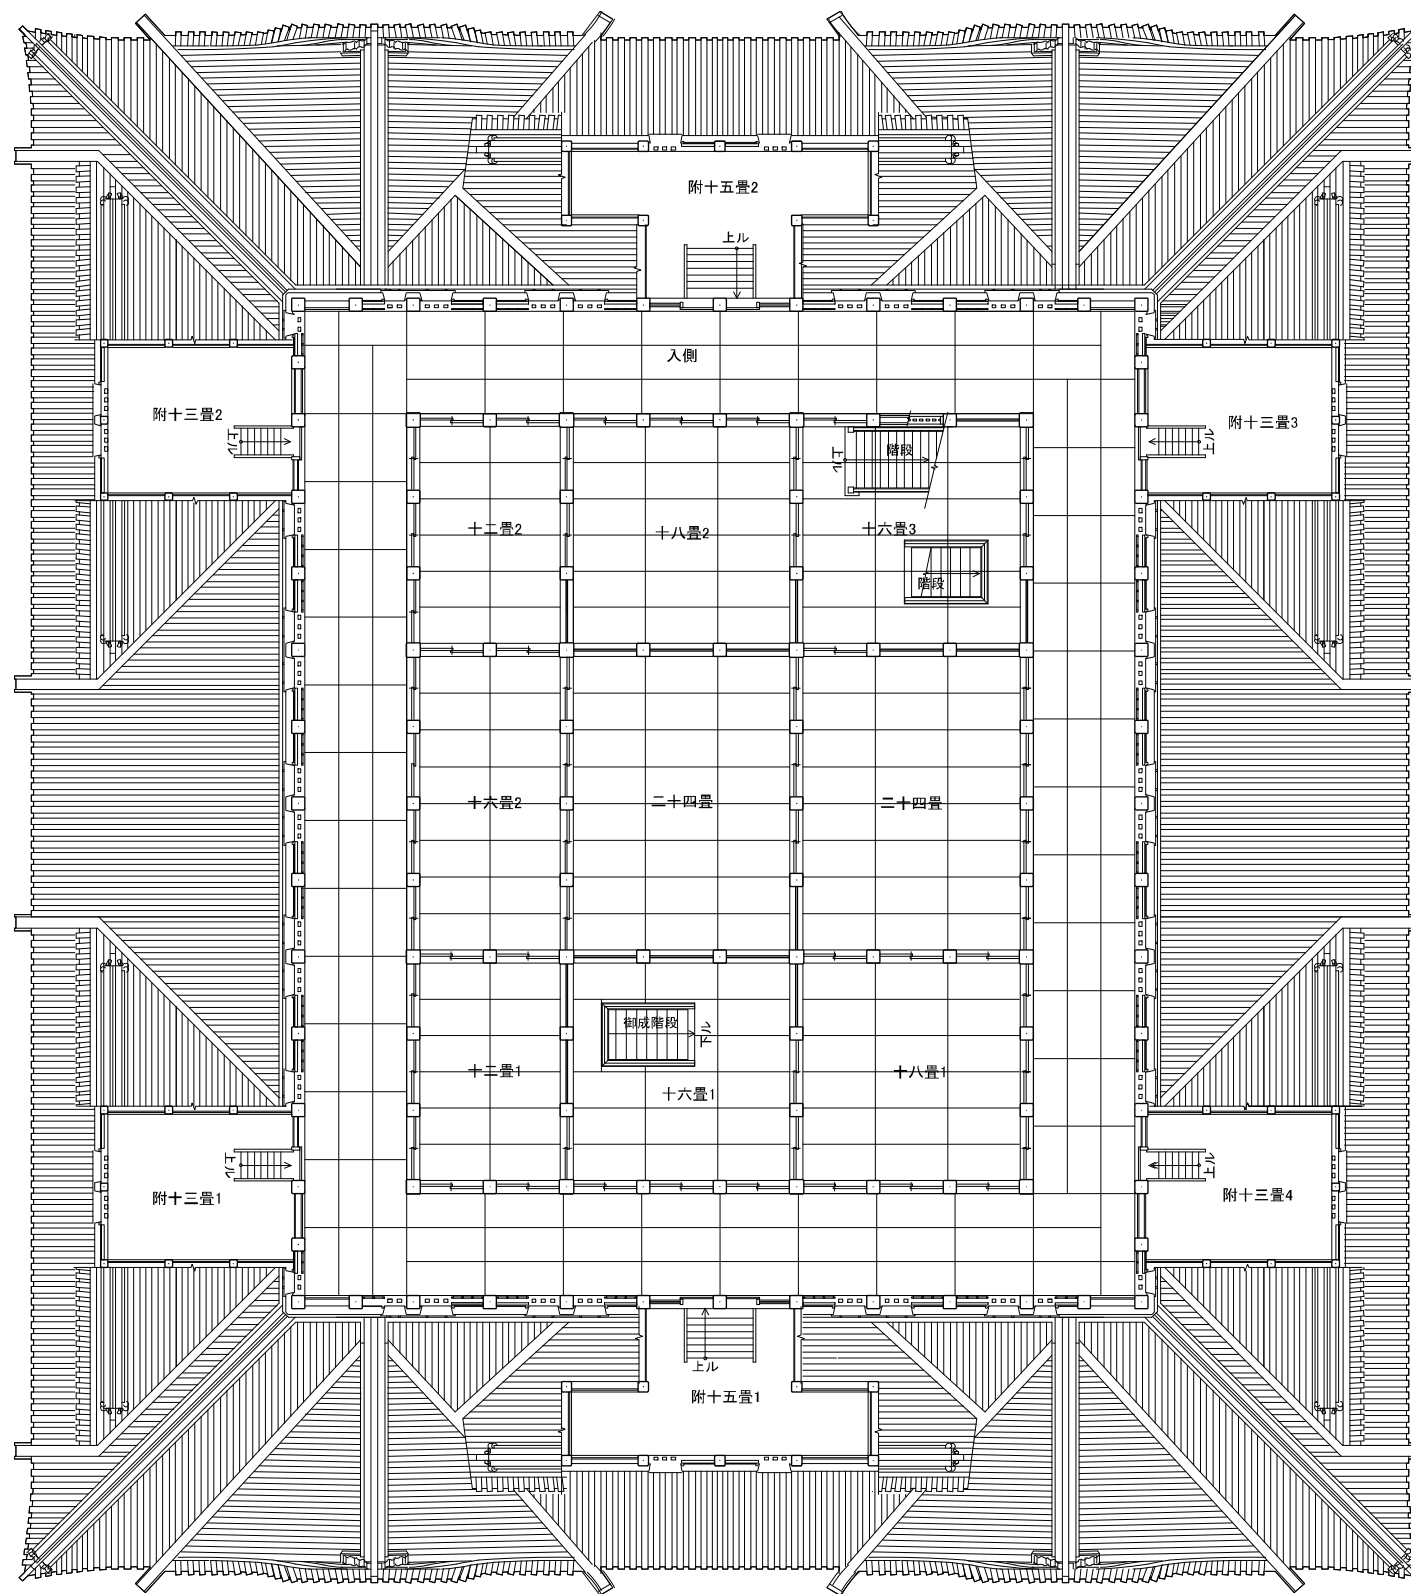 附十五畳2
上ル
入側
附十三畳2
上ル
附十三畳3
上ル
階段
上ル
十二畳2
十八畳2
十六畳3
階段
十六畳2
二十四畳
二十四畳
御成階段
下ル
十二畳1
十六畳1
十八畳1
上ル
附十三畳1
上ル
附十三畳4
上ル
附十五畳1